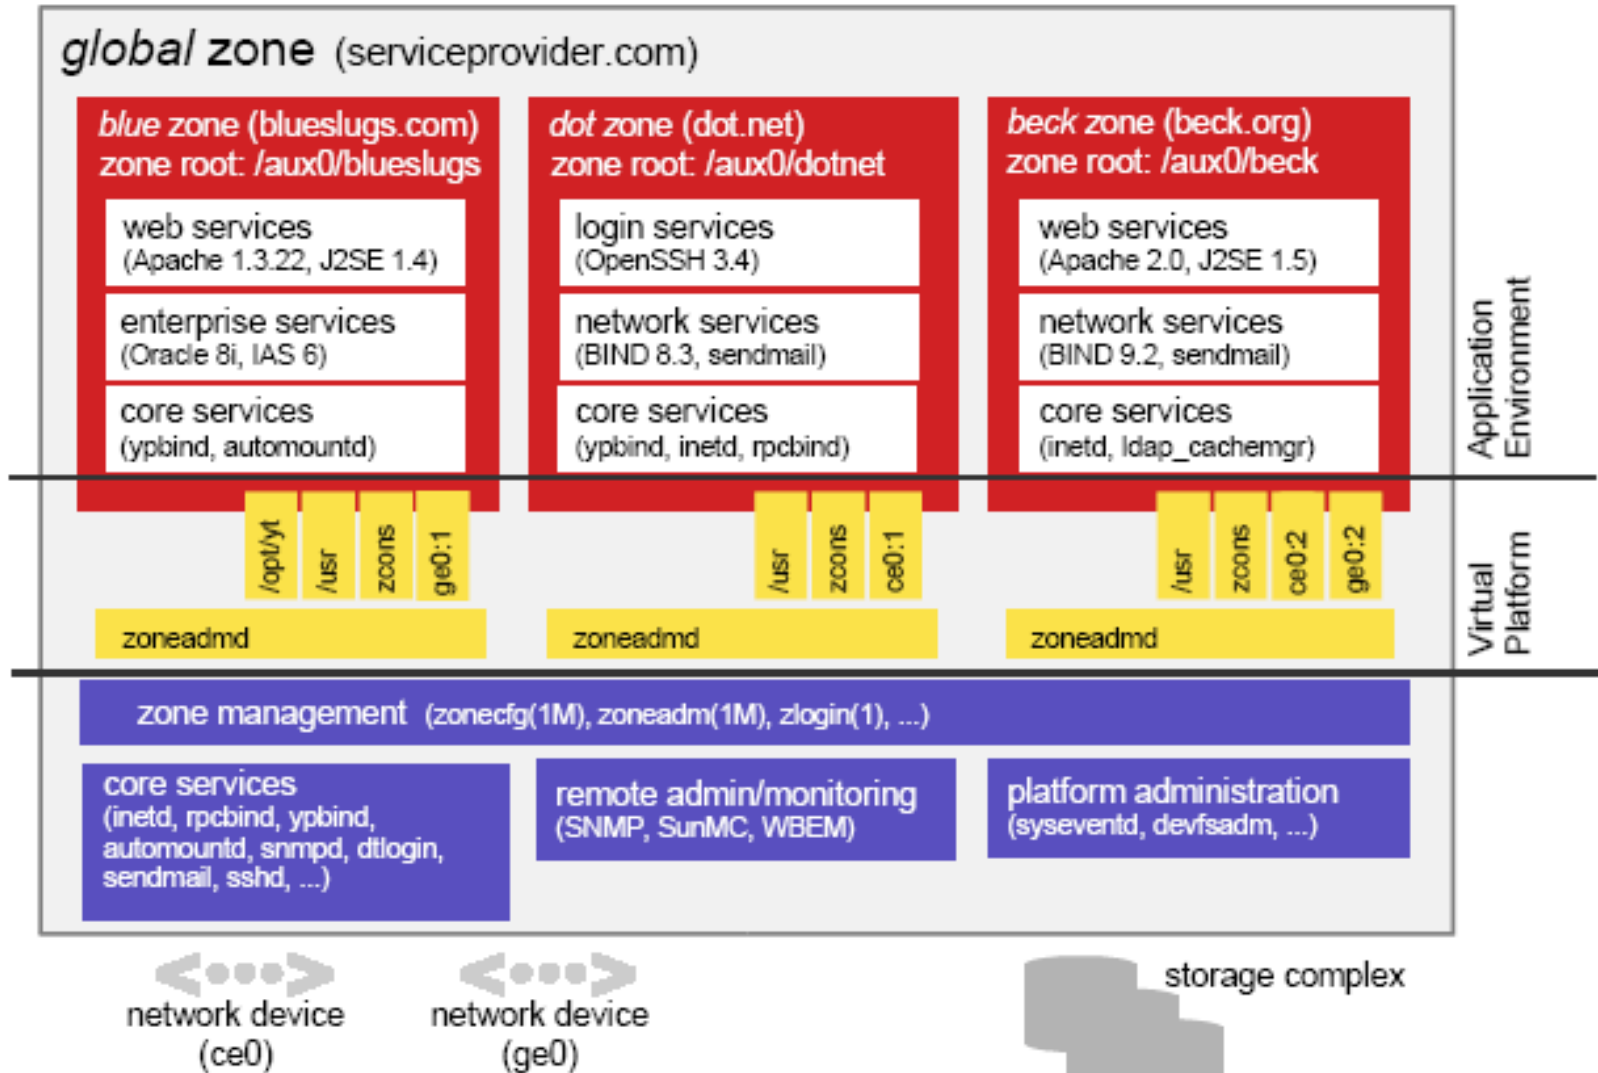 global zone (serviceprovider.com)
blue zone (blueslugs.com)
zone root: /aux0/blueslugs
web services
(Apache 1.3.22, J2SE 1.4)
enterprise services
(Oracle 8i, IAS 6)
core services
(ypbind, automountd)
dot zone (dot.net)
zone root: /aux0/dotnet
login services
(OpenSSH 3.4)
network services
(BIND 8.3, sendmail)
core services
(ypbind, inetd, rpcbind)
beck zone (beck.org)
zone root: /aux0/beck
web services
(Apache 2.0, J2SE 1.5)
network services
(BIND 9.2, sendmail)
core services
(inetd, ldap_cachemgr)
Application
Environment
/opt/yt
/usr
zcons
ge0:1
zoneadmd
/usr
zcons
ce0:1
zoneadmd
/usr
zcons
ce0:2
ge0:2
zoneadmd
Virtual
Platform
zone management (zonecfg(1M), zoneadm(1M), zlogin(1), ...)
core services
(inetd, rpcbind, ypbind,
automountd, snmpd, dtlogin,
sendmail, sshd, ...)
remote admin/monitoring
(SNMP, SunMC, WBEM)
platform administration
(syseventd, devfsadm, ...)
network device
(ce0)
network device
(ge0)
storage complex